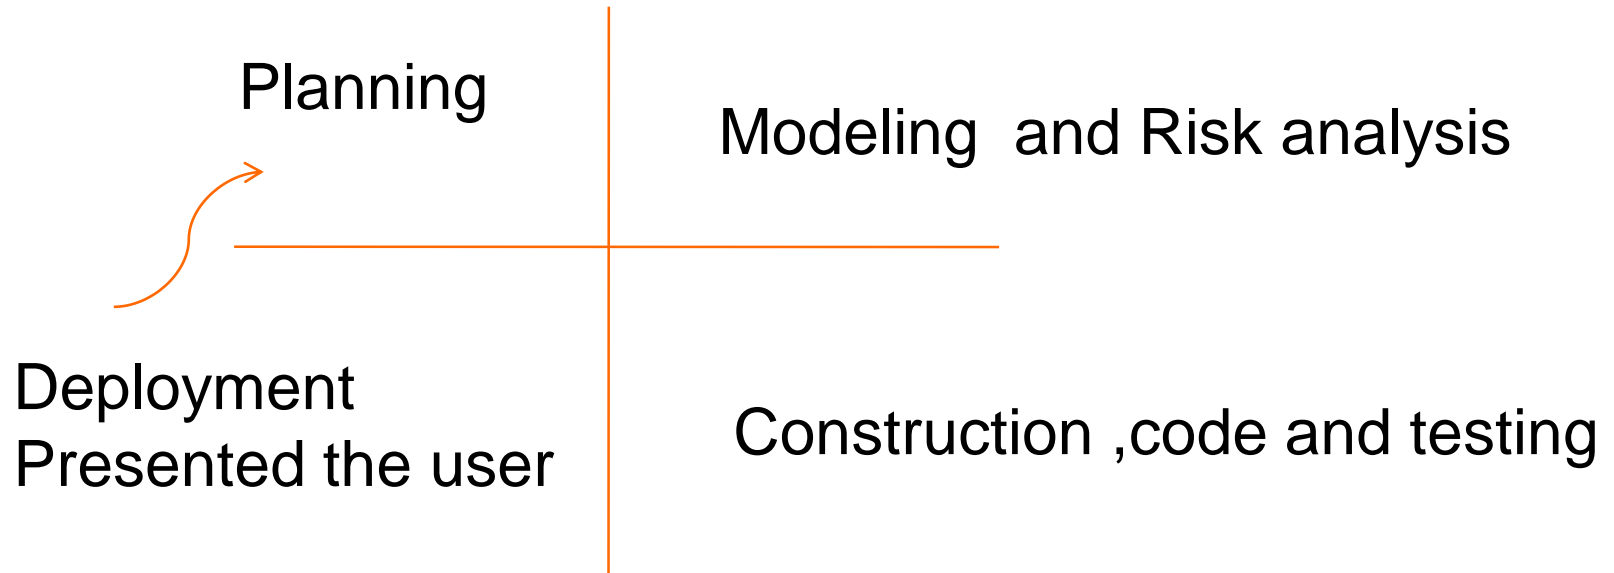 Planning
Modeling  and Risk analysis
Deployment
Presented the user
Construction ,code and testing